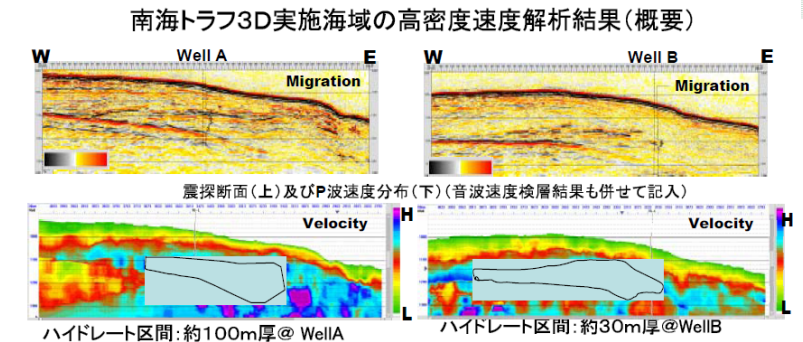 南海トラフ3D実施海域の高密度速度解析結果(概要)
W Well A E
Migration
W Well B E
Migration
震探断面(上)及びP波速度分布(下)(音波速度検層結果も併せて記入)
Velocity
H
L
Velocity
H
L
ハイドレート区間:約100m厚@ WellA
ハイドレート区間:約30m厚@WellB